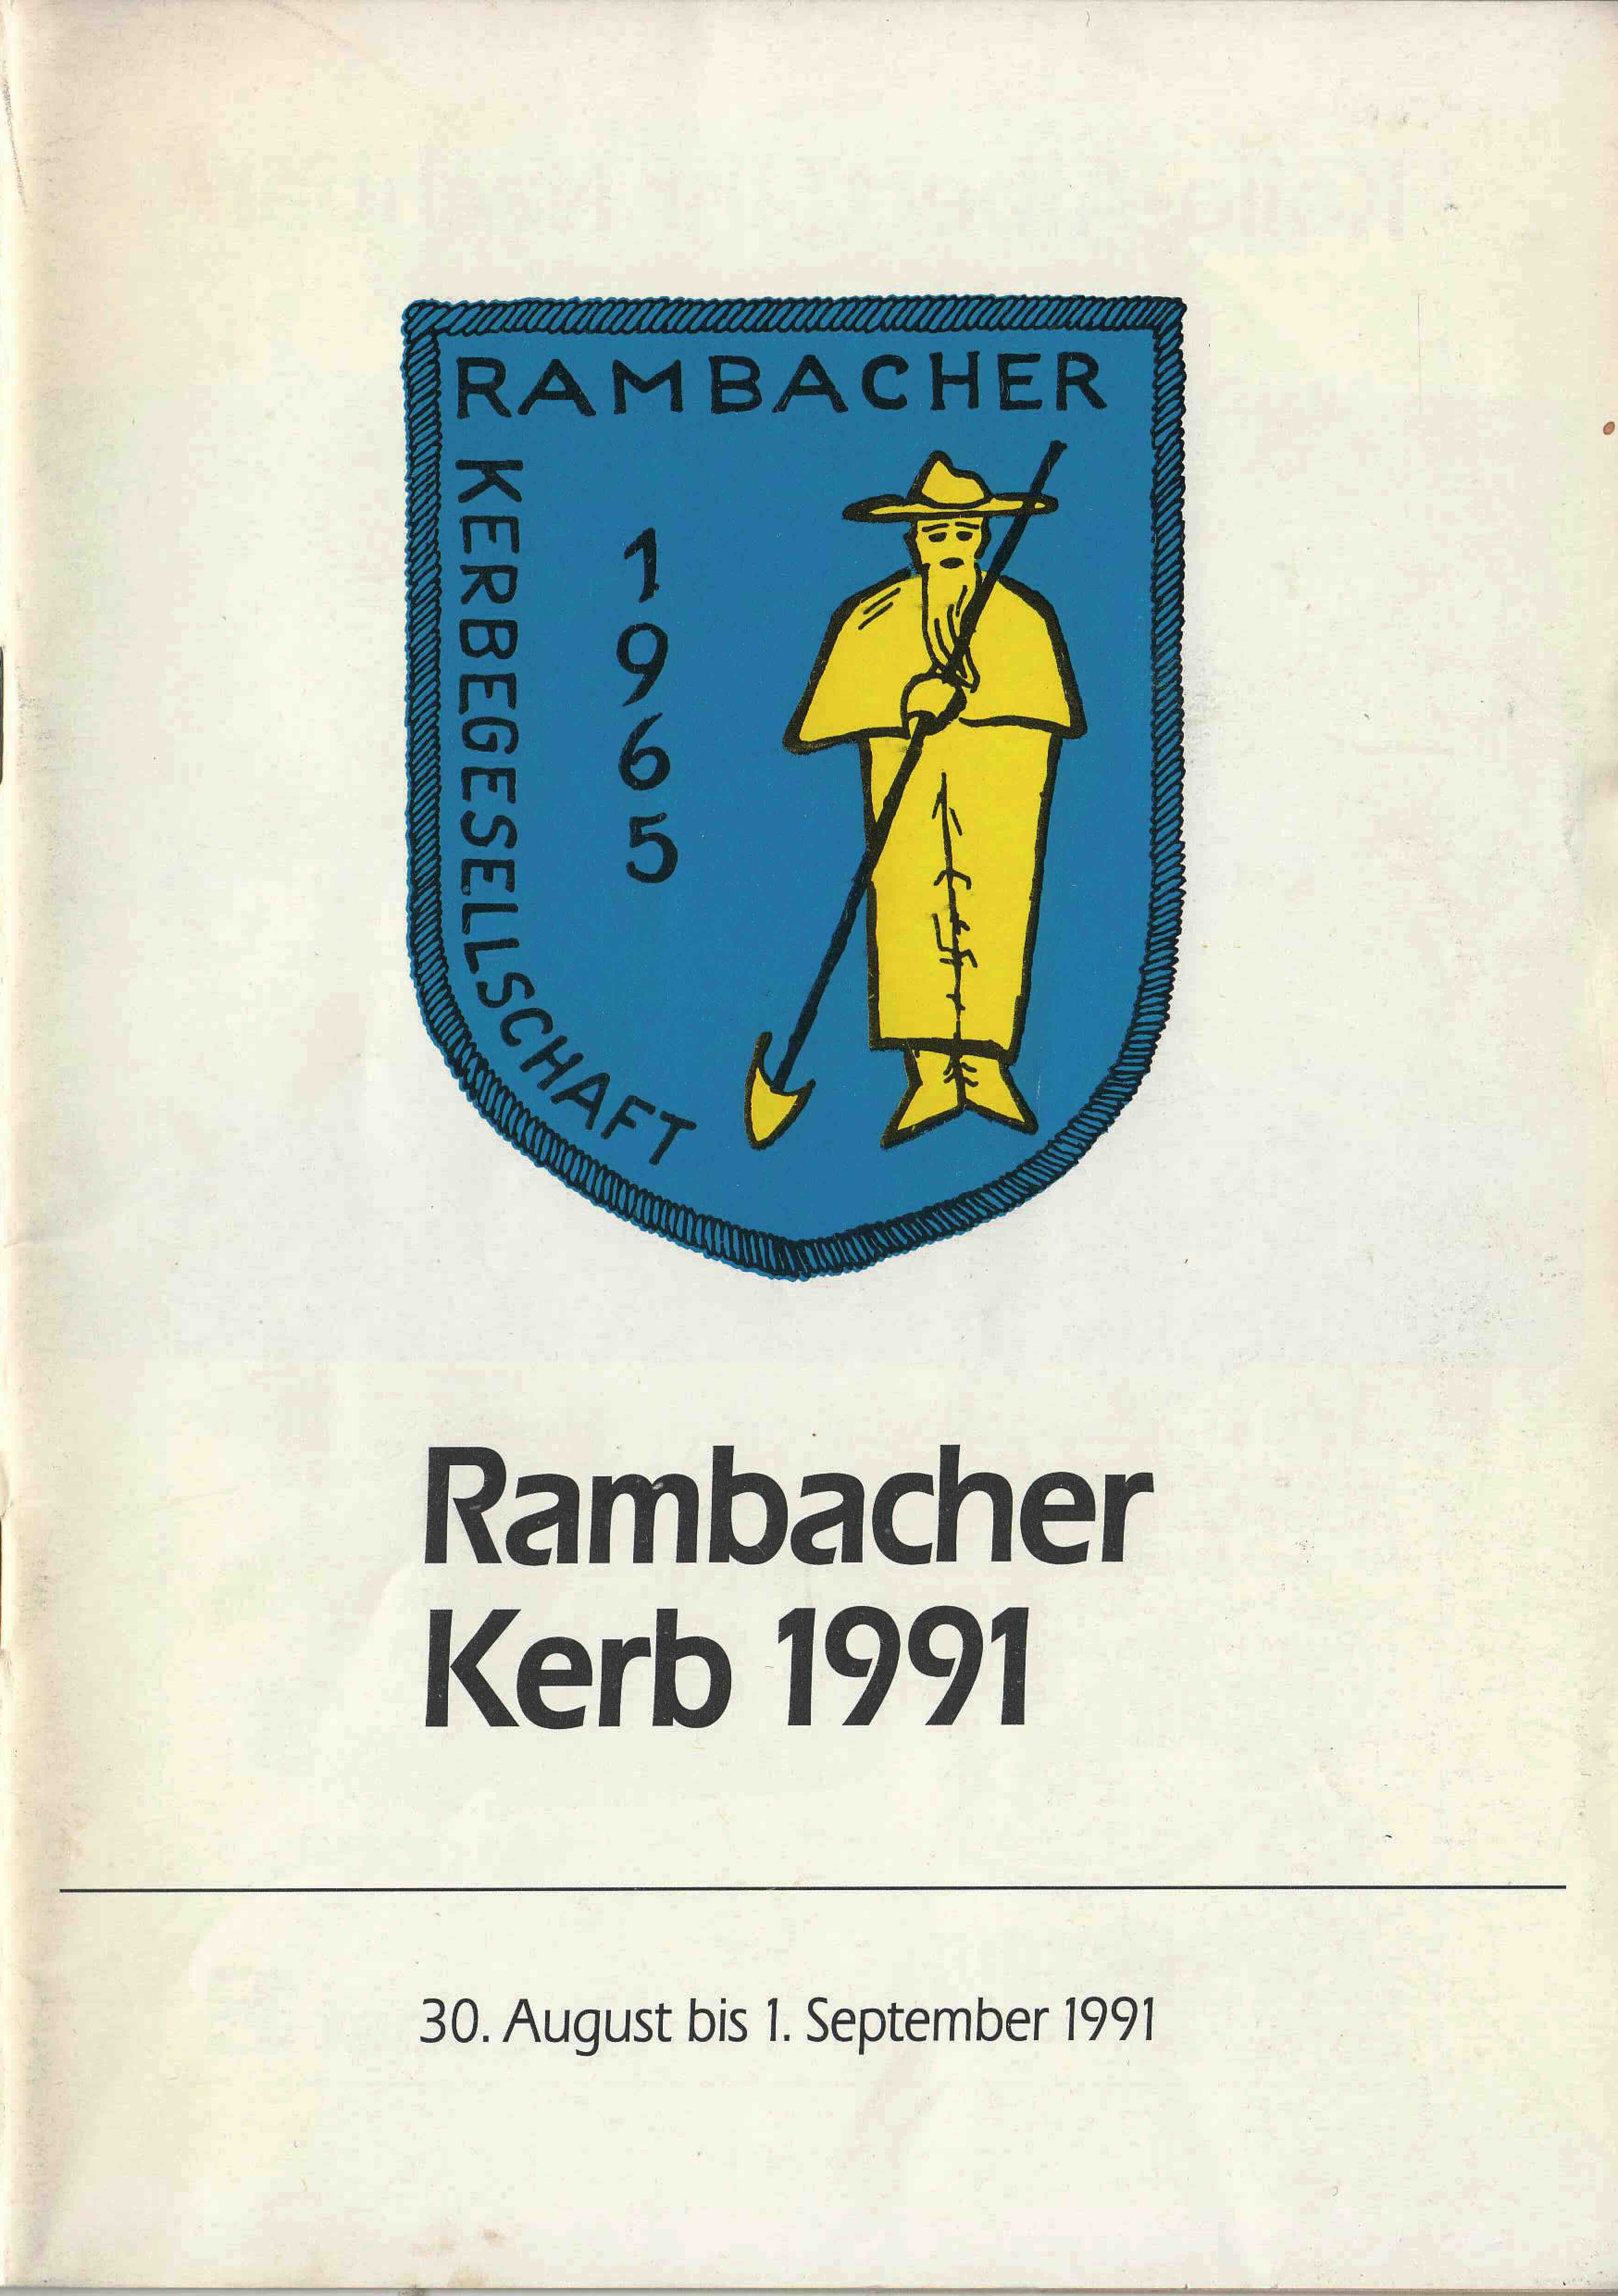 RAMBACHER
KERBEGESELLSCHAFT
1965
Rambacher
Kerb 1991
30. August bis 1. September 1991